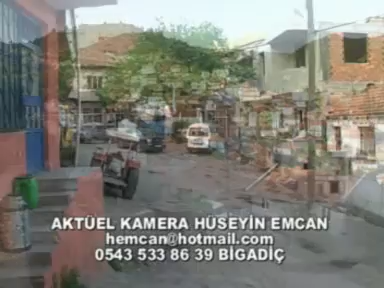 AKTÜEL KAMERA HÜSEYİN EMCAN
hemcan@hotmail.com
0543 533 86 39 BİGADİÇ